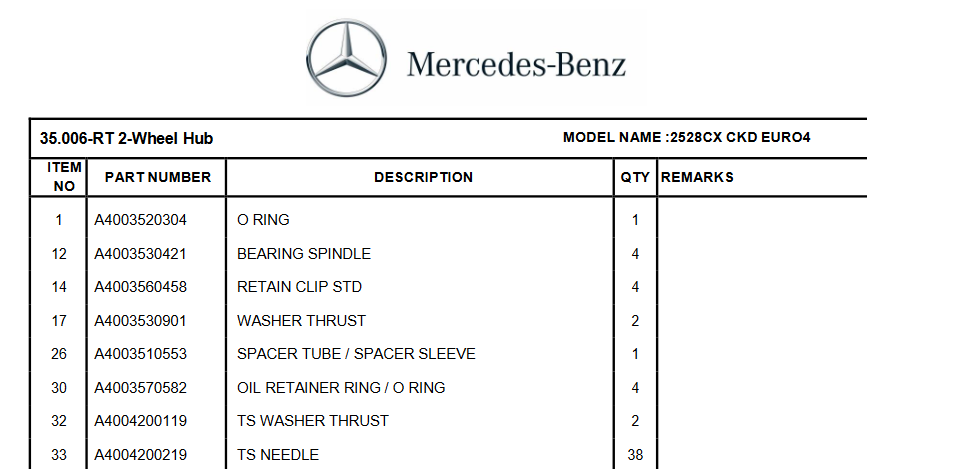 Mercedes-Benz
35.006-RT 2-Wheel Hub MODEL NAME :2528CX CKD EURO4
ITEM NO PART NUMBER DESCRIPTION QTY REMARKS
1 A4003520304 O RING 1
12 A4003530421 BEARING SPINDLE 4
14 A4003560458 RETAIN CLIP STD 4
17 A4003530901 WASHER THRUST 2
26 A4003510553 SPACER TUBE / SPACER SLEEVE 1
30 A4003570582 OIL RETAINER RING / O RING 4
32 A4004200119 TS WASHER THRUST 2
33 A4004200219 TS NEEDLE 38